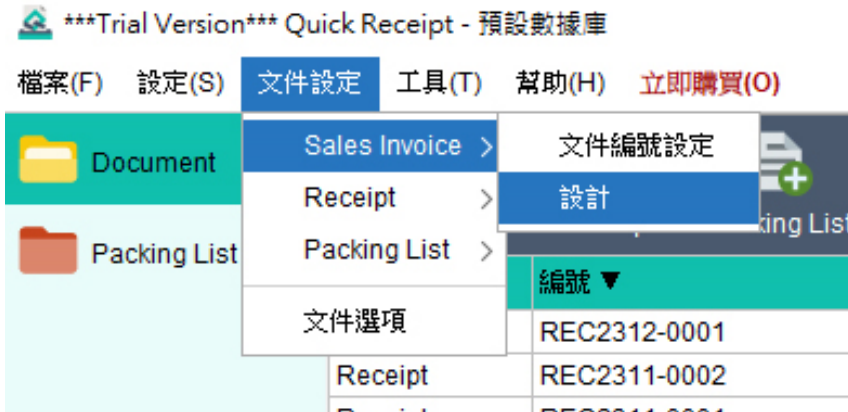 ***Trial Version*** Quick Receipt - 預設數據庫
檔案(F) 設定(S) 文件設定 工具(T) 幫助(H) 立即購買(O)
Document
Packing List
Sales Invoice
Receipt
Packing List
文件選項
文件編號設定
設計
king List
編號 ▼
REC2312-0001
Receipt REC2311-0002